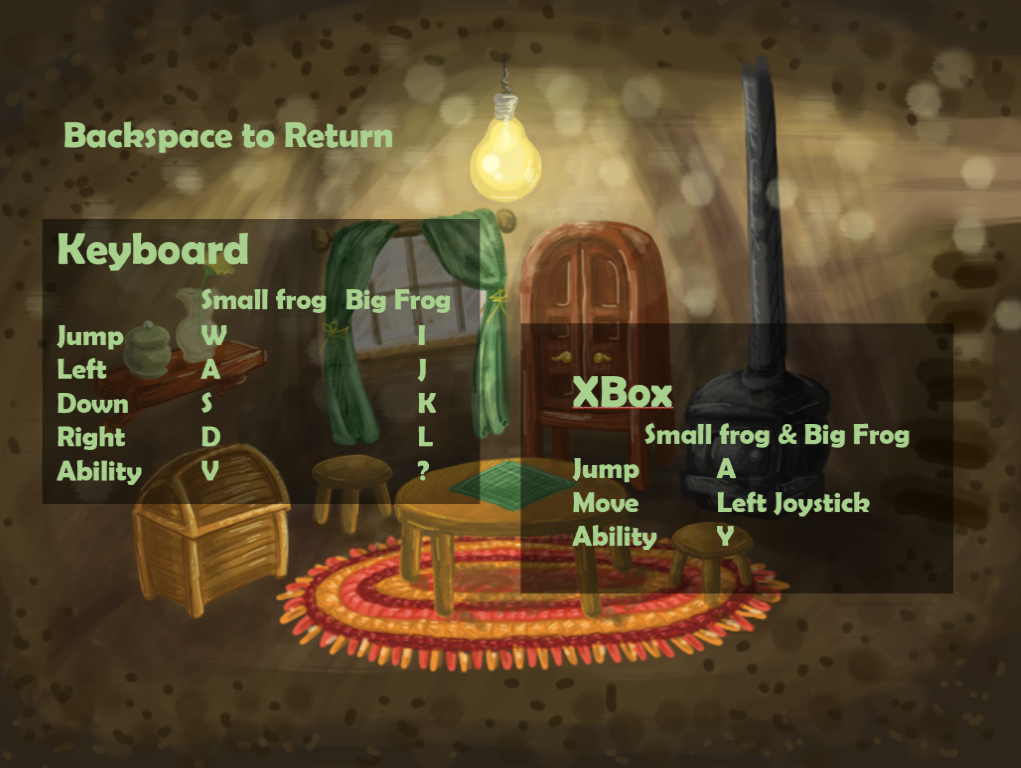 Backspace to Return
Keyboard
Small frog Big Frog
Jump W I
Left A J
Down S K
Right D L
Ability V ?
XBox
Small frog & Big Frog
Jump A
Move Left Joystick
Ability Y